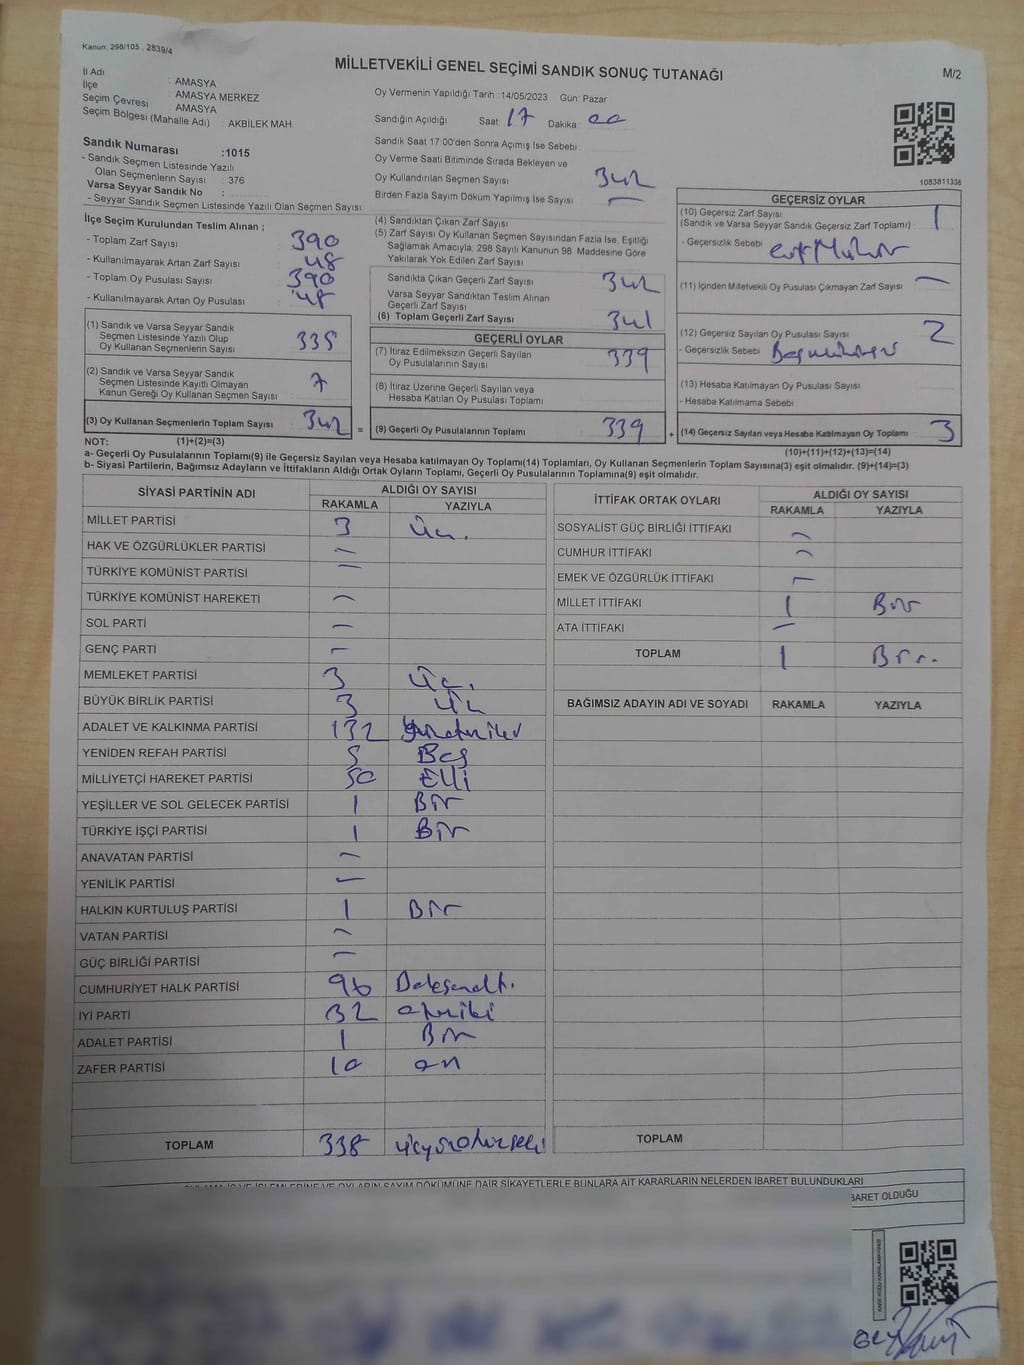 Kanun: 298/105 , 2839/4
MİLLETVEKİLİ GENEL SEÇİMİ SANDIK SONUÇ TUTANAĞI
M/2
İl Adı : AMASYA
İlçe : AMASYA MERKEZ
Seçim Çevresi : AMASYA
Seçim Bölgesi (Mahalle Adı) : AKBİLEK MAH
Sandık Numarası :1015
- Sandık Seçmen Listesinde Yazılı
Olan Seçmenlerin Sayısı : 376
Varsa Seyyar Sandık No :
- Seyyar Sandık Seçmen Listesinde Yazılı Olan Seçmen Sayısı:
İlçe Seçim Kurulundan Teslim Alınan ;
- Toplam Zarf Sayısı 390
- Kullanılmayarak Artan Zarf Sayısı 48
- Toplam Oy Pusulası Sayısı 390
- Kullanılmayarak Artan Oy Pusulası 48
(1) Sandık ve Varsa Seyyar Sandık
Seçmen Listesinde Yazılı Olup
Oy Kullanan Seçmenlerin Sayısı 335
(2) Sandık ve Varsa Seyyar Sandık
Seçmen Listesinde Kayıtlı Olmayan
Kanun Gereği Oy Kullanan Seçmen Sayısı 7
(3) Oy Kullanan Seçmenlerin Toplam Sayısı 342 =
Oy Vermenin Yapıldığı Tarih : 14/05/2023 Gün: Pazar
Sandığın Açıldığı Saat 17 Dakika 00
Sandık Saat 17:00'den Sonra Açımış İse Sebebi :
Oy Verme Saati Bitiminde Sırada Bekleyen ve
Oy Kullandırılan Seçmen Sayısı 342
Birden Fazla Sayım Döküm Yapılmış İse Sayısı —
(4) Sandıktan Çıkan Zarf Sayısı
(5) Zarf Sayısı Oy Kullanan Seçmen Sayısından Fazla İse, Eşitliği
Sağlamak Amacıyla; 298 Sayılı Kanunun 98. Maddesine Göre
Yakılarak Yok Edilen Zarf Sayısı
Sandıkta Çıkan Geçerli Zarf Sayısı 342
Varsa Seyyar Sandıktan Teslim Alınan
Geçerli Zarf Sayısı
(6) Toplam Geçerli Zarf Sayısı 341
GEÇERLİ OYLAR
(7) İtiraz Edilmeksizin Geçerli Sayılan
Oy Pusulalarının Sayısı 339
(8) İtiraz Üzerine Geçerli Sayılan veya
Hesaba Katılan Oy Pusulası Toplamı
(9) Geçerli Oy Pusulalarının Toplamı 339 +
1083811336
GEÇERSİZ OYLAR
(10) Geçersiz Zarf Sayısı 1
(Sandık ve Varsa Seyyar Sandık Geçersiz Zarf Toplamı) :
- Geçersizlik Sebebi
(11) İçinden Milletvekili Oy Pusulası Çıkmayan Zarf Sayısı —
(12) Geçersiz Sayılan Oy Pusulası Sayısı 2
- Geçersizlik Sebebi
(13) Hesaba Katılmayan Oy Pusulası Sayısı
- Hesaba Katılmama Sebebi
(14) Geçersiz Sayılan veya Hesaba Katılmayan Oy Toplamı 3
NOT: (1)+(2)=(3)
(10)+(11)+(12)+(13)=(14)
a- Geçerli Oy Pusulalarının Toplamı(9) ile Geçersiz Sayılan veya Hesaba katılmayan Oy Toplamı(14) Toplamları, Oy Kullanan Seçmenlerin Toplam Sayısına(3) eşit olmalıdır. (9)+(14)=(3)
b- Siyasi Partilerin, Bağımsız Adayların ve İttifakların Aldığı Ortak Oyların Toplamı, Geçerli Oy Pusulalarının Toplamına(9) eşit olmalıdır.
SİYASİ PARTİNİN ADI ALDIĞI OY SAYISI
RAKAMLA YAZIYLA
MİLLET PARTİSİ 3 Üç.
HAK VE ÖZGÜRLÜKLER PARTİSİ —
TÜRKİYE KOMÜNİST PARTİSİ —
TÜRKİYE KOMÜNİST HAREKETİ —
SOL PARTİ —
GENÇ PARTİ —
MEMLEKET PARTİSİ 3 Üç.
BÜYÜK BİRLİK PARTİSİ 3 Üç
ADALET VE KALKINMA PARTİSİ 132
YENİDEN REFAH PARTİSİ 5 Beş
MİLLİYETÇİ HAREKET PARTİSİ 50 Elli
YEŞİLLER VE SOL GELECEK PARTİSİ 1 Bir
TÜRKİYE İŞÇİ PARTİSİ 1 Bir
ANAVATAN PARTİSİ —
YENİLİK PARTİSİ —
HALKIN KURTULUŞ PARTİSİ 1 Bir
VATAN PARTİSİ —
GÜÇ BİRLİĞİ PARTİSİ —
CUMHURİYET HALK PARTİSİ 96 Doksanaltı.
İYİ PARTİ 32 otuziki
ADALET PARTİSİ 1 Bir
ZAFER PARTİSİ 10 on
TOPLAM 338 üçyüzotuzseki
İTTİFAK ORTAK OYLARI ALDIĞI OY SAYISI
RAKAMLA YAZIYLA
SOSYALİST GÜÇ BİRLİĞİ İTTİFAKI —
CUMHUR İTTİFAKI —
EMEK VE ÖZGÜRLÜK İTTİFAKI —
MİLLET İTTİFAKI 1 Bir
ATA İTTİFAKI —
TOPLAM 1 Bir.
BAĞIMSIZ ADAYIN ADI VE SOYADI RAKAMLA YAZIYLA
TOPLAM
İŞLEMLERİNE VE OYLARIN SAYIM DÖKÜMÜNE DAİR ŞİKAYETLERLE BUNLARA AİT KARARLARIN NELERDEN İBARET BULUNDUKLARI
İBARET OLDUĞU